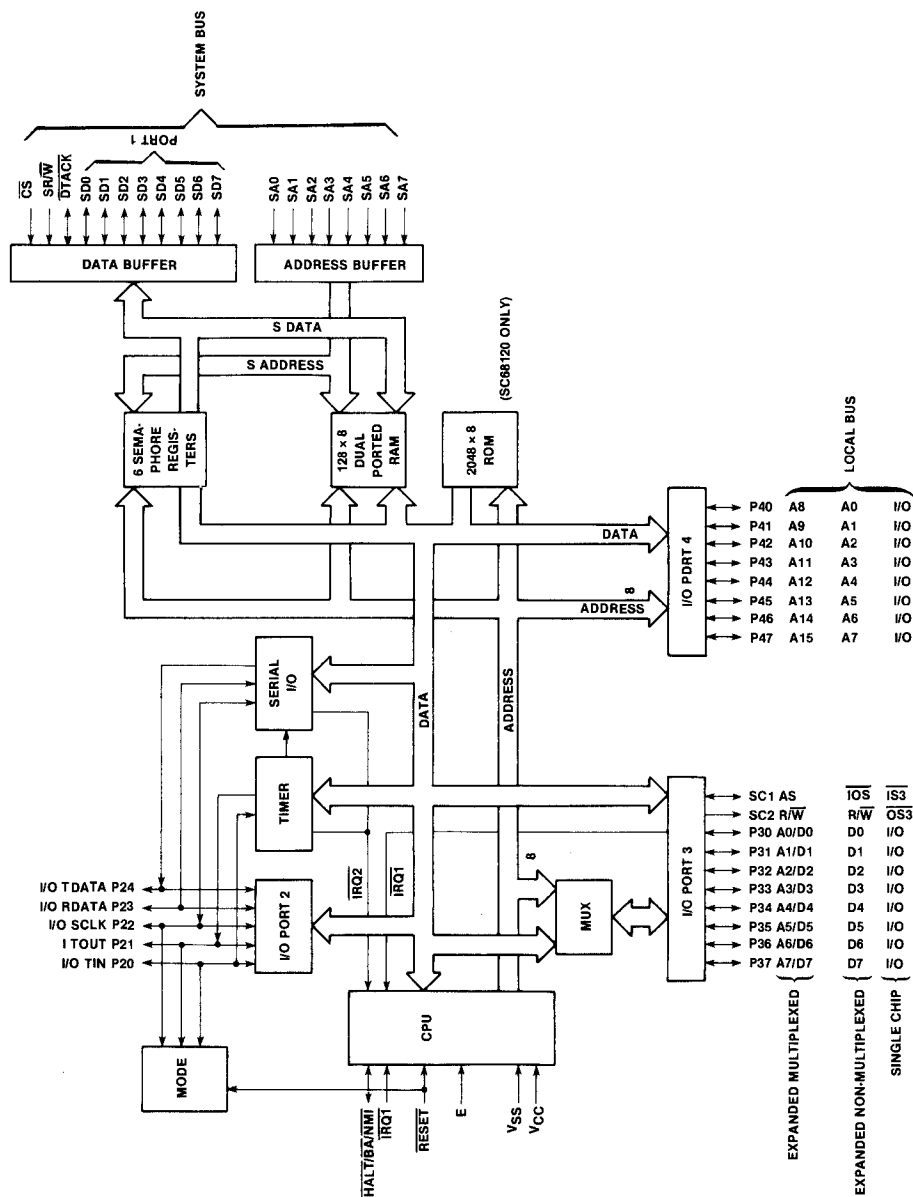 SYSTEM BUS
PORT 1
CS
SR/W
DTACK
SD0
SD1
SD2
SD3
SD4
SD5
SD6
SD7
SA0
SA1
SA2
SA3
SA4
SA5
SA6
SA7
DATA BUFFER
ADDRESS BUFFER
S DATA
S ADDRESS
6 SEMA-
PHORE
REGIS-
TERS
128 × 8
DUAL
PORTED
RAM
2048 × 8
ROM
(SC68120 ONLY)
DATA
8
ADDRESS
I/O PDRT 4
P40 A8 A0 I/O
P41 A9 A1 I/O
P42 A10 A2 I/O
P43 A11 A3 I/O
P44 A12 A4 I/O
P45 A13 A5 I/O
P46 A14 A6 I/O
P47 A15 A7 I/O
LOCAL BUS
SERIAL
I/O
TIMER
I/O PORT 2
DATA
ADDRESS
IRQ2
IRQ1
8
MUX
I/O PORT 3
I/O TDATA P24
I/O RDATA P23
I/O SCLK P22
I TOUT P21
I/O TIN P20
MODE
CPU
HALT/BA/NMI
IRQ1
RESET
E
VSS
VCC
SC1 AS IOS IS3
SC2 R/W R/W OS3
P30 A0/D0 D0 I/O
P31 A1/D1 D1 I/O
P32 A2/D2 D2 I/O
P33 A3/D3 D3 I/O
P34 A4/D4 D4 I/O
P35 A5/D5 D5 I/O
P36 A6/D6 D6 I/O
P37 A7/D7 D7 I/O
EXPANDED MULTIPLEXED
EXPANDED NON-MULTIPLEXED
SINGLE CHIP